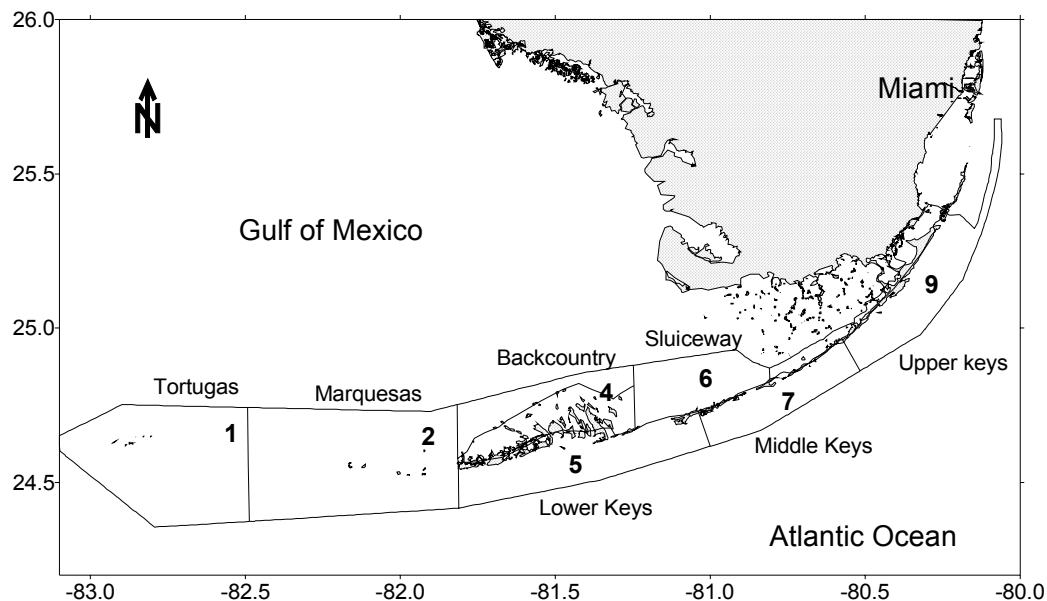 26.0
Miami
N
25.5
Gulf of Mexico
9
25.0
Sluiceway
Backcountry
Upper keys
6
Tortugas
Marquesas
4
7
1
2
Middle Keys
5
24.5
Lower Keys
Atlantic Ocean
-83.0 -82.5 -82.0 -81.5 -81.0 -80.5 -80.0